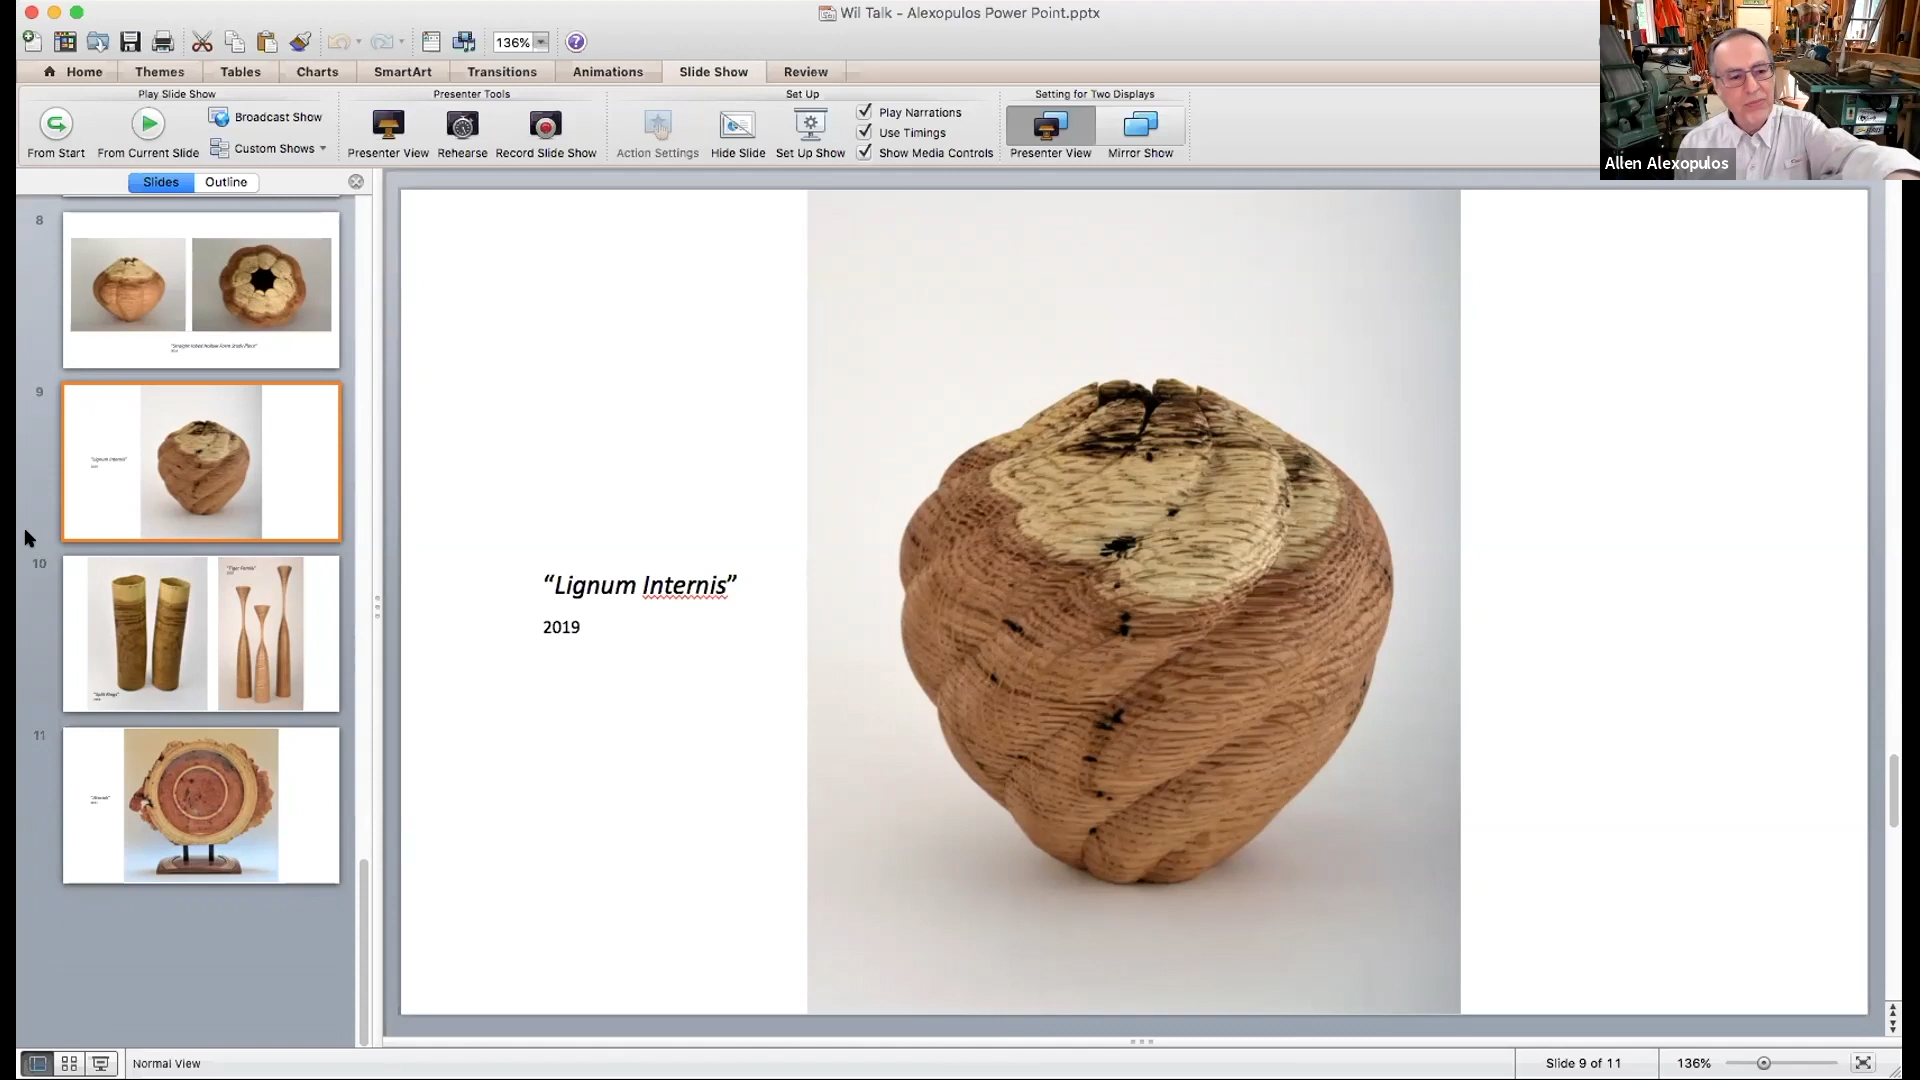 Wil Talk - Alexopulos Power Point.pptx
136%
Home Themes Tables Charts SmartArt Transitions Animations Slide Show Review
Play Slide Show Presenter Tools Set Up Setting for Two Displays
From Start
From Current Slide
Broadcast Show
Custom Shows
Presenter View
Rehearse
Record Slide Show
Action Settings
Hide Slide
Set Up Show
Play Narrations
Use Timings
Show Media Controls
Presenter View
Mirror Show
Allen Alexopulos
Slides Outline
8
9
"Lignum Internis"
10
11
“Lignum Internis”
2019
Normal View
Slide 9 of 11
136%